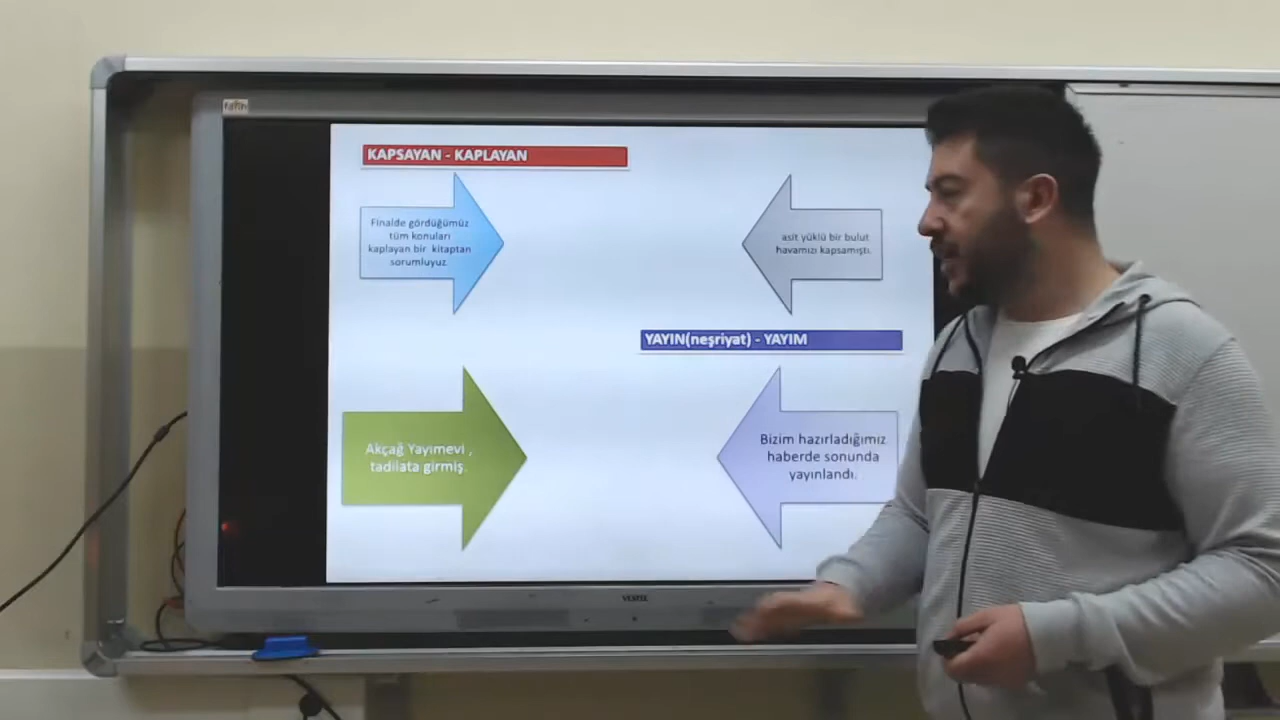 KAPSAYAN - KAPLAYAN
Finalde gördüğümüz
tüm konuları
kaplayan bir kitaptan
sorumluyuz
asit yüklü bir bulut
havamızı kapsamıştı.
YAYIN(neşriyat) - YAYIM
Akçağ Yayımevi ,
tadilata girmiş.
Bizim hazırladığımız
haberde sonunda
yayınlandı.
VESTEL